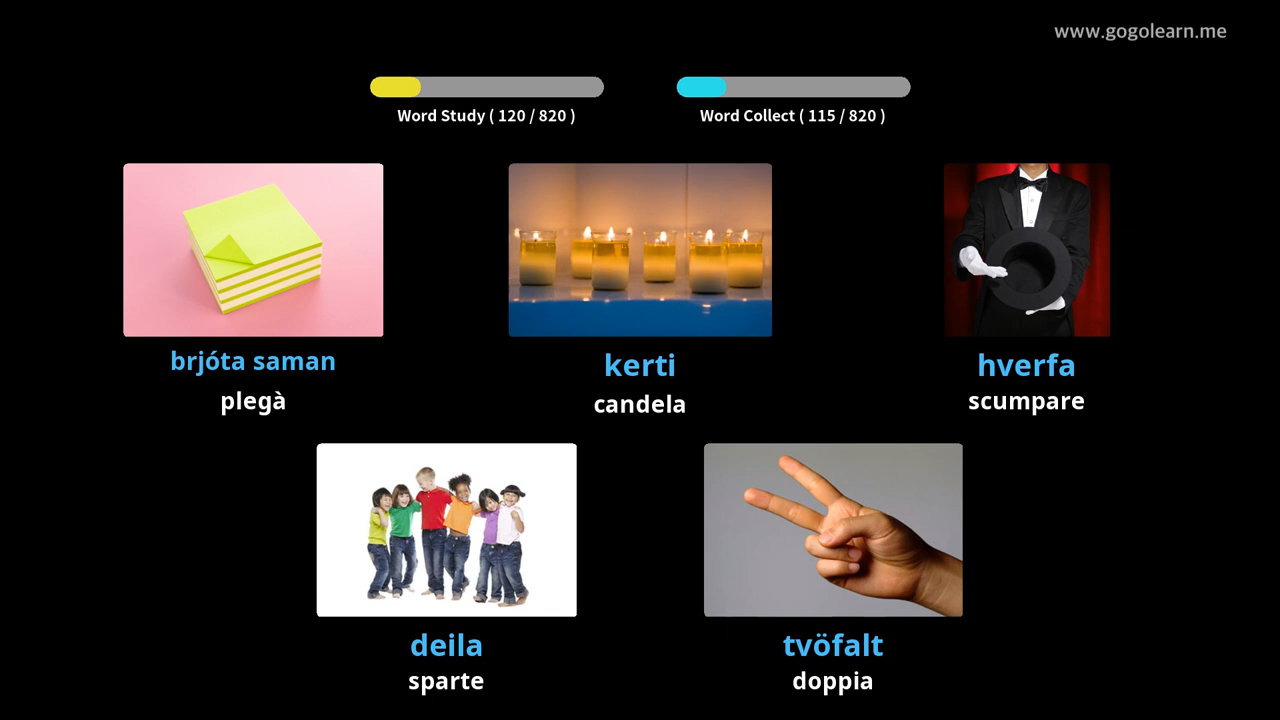 www.gogolearn.me
Word Study ( 120 / 820 )
Word Collect ( 115 / 820 )
brjóta saman
plegà
kerti
candela
hverfa
scumpare
deila
sparte
tvöfalt
doppia